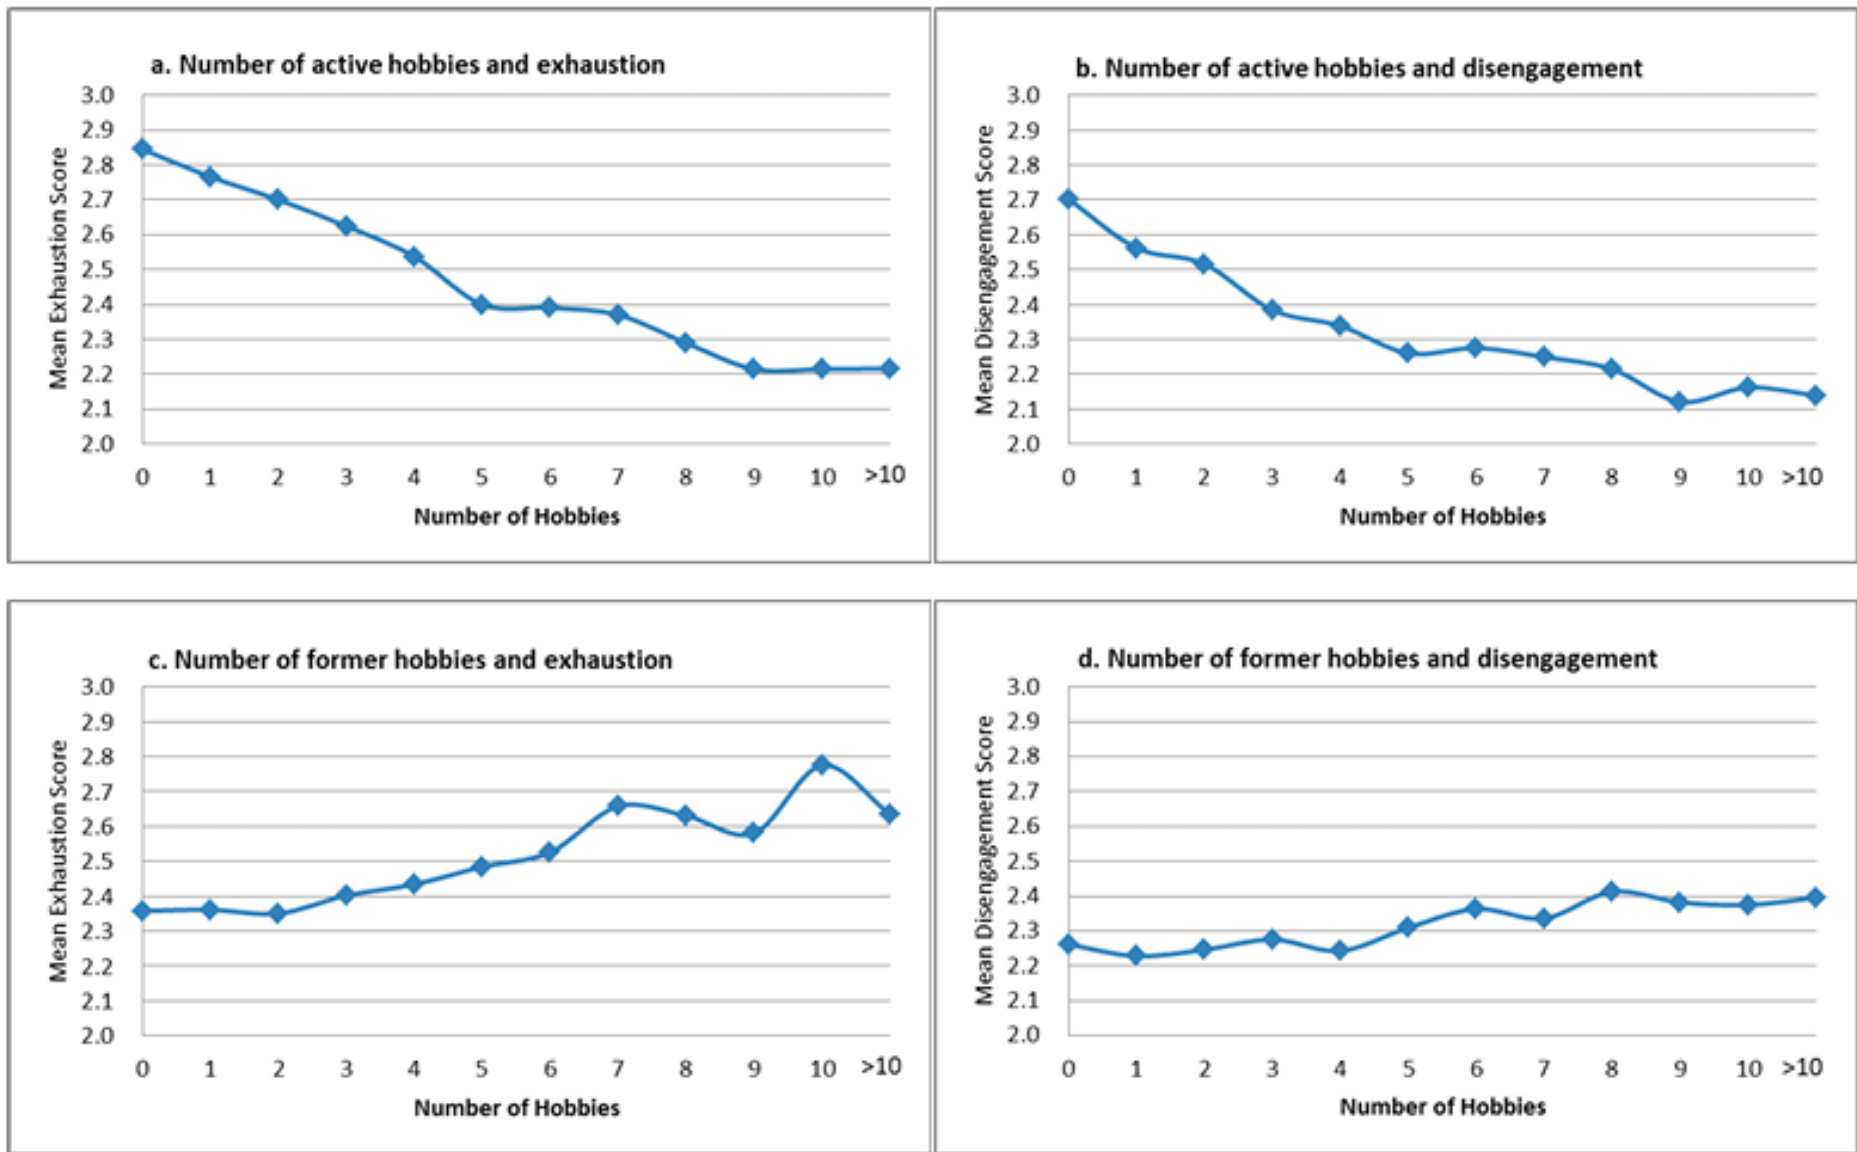 a. Number of active hobbies and exhaustion
3.0
2.9
2.8
2.7
2.6
2.5
2.4
2.3
2.2
2.1
2.0
Mean Exhaustion Score
0 1 2 3 4 5 6 7 8 9 10 >10
Number of Hobbies
b. Number of active hobbies and disengagement
3.0
2.9
2.8
2.7
2.6
2.5
2.4
2.3
2.2
2.1
2.0
Mean Disengagement Score
0 1 2 3 4 5 6 7 8 9 10 >10
Number of Hobbies
c. Number of former hobbies and exhaustion
3.0
2.9
2.8
2.7
2.6
2.5
2.4
2.3
2.2
2.1
2.0
Mean Exhaustion Score
0 1 2 3 4 5 6 7 8 9 10 >10
Number of Hobbies
d. Number of former hobbies and disengagement
3.0
2.9
2.8
2.7
2.6
2.5
2.4
2.3
2.2
2.1
2.0
Mean Disengagement Score
0 1 2 3 4 5 6 7 8 9 10 >10
Number of Hobbies